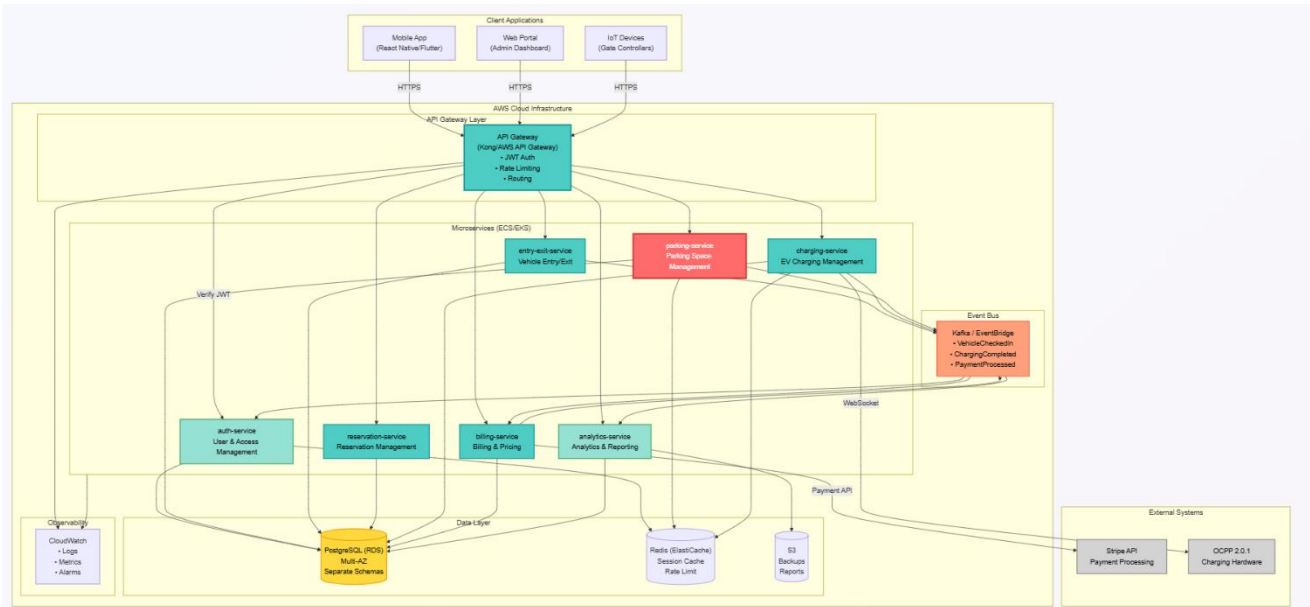 Client Applications
Mobile App
(React Native/Flutter)
Web Portal
(Admin Dashboard)
IoT Devices
(Gate Controllers)
HTTPS
HTTPS
HTTPS
AWS Cloud Infrastructure
API Gateway Layer
API Gateway
(Kong/AWS API Gateway)
• JWT Auth
• Rate Limiting
• Routing
Microservices (ECS/EKS)
entry-exit-service
Vehicle Entry/Exit
parking-service
Parking Space
Management
charging-service
EV Charging Management
Verify JWT
Event Bus
Kafka / EventBridge
• VehicleCheckedIn
• ChargingCompleted
• PaymentProcessed
WebSocket
auth-service
User & Access
Management
reservation-service
Reservation Management
billing-service
Billing & Pricing
analytics-service
Analytics & Reporting
Payment API
Observability
CloudWatch
• Logs
• Metrics
• Alarms
Data Layer
PostgreSQL (RDS)
Multi-AZ
Separate Schemas
Redis (ElastiCache)
Session Cache
Rate Limit
S3
Backups
Reports
External Systems
Stripe API
Payment Processing
OCPP 2.0.1
Charging Hardware